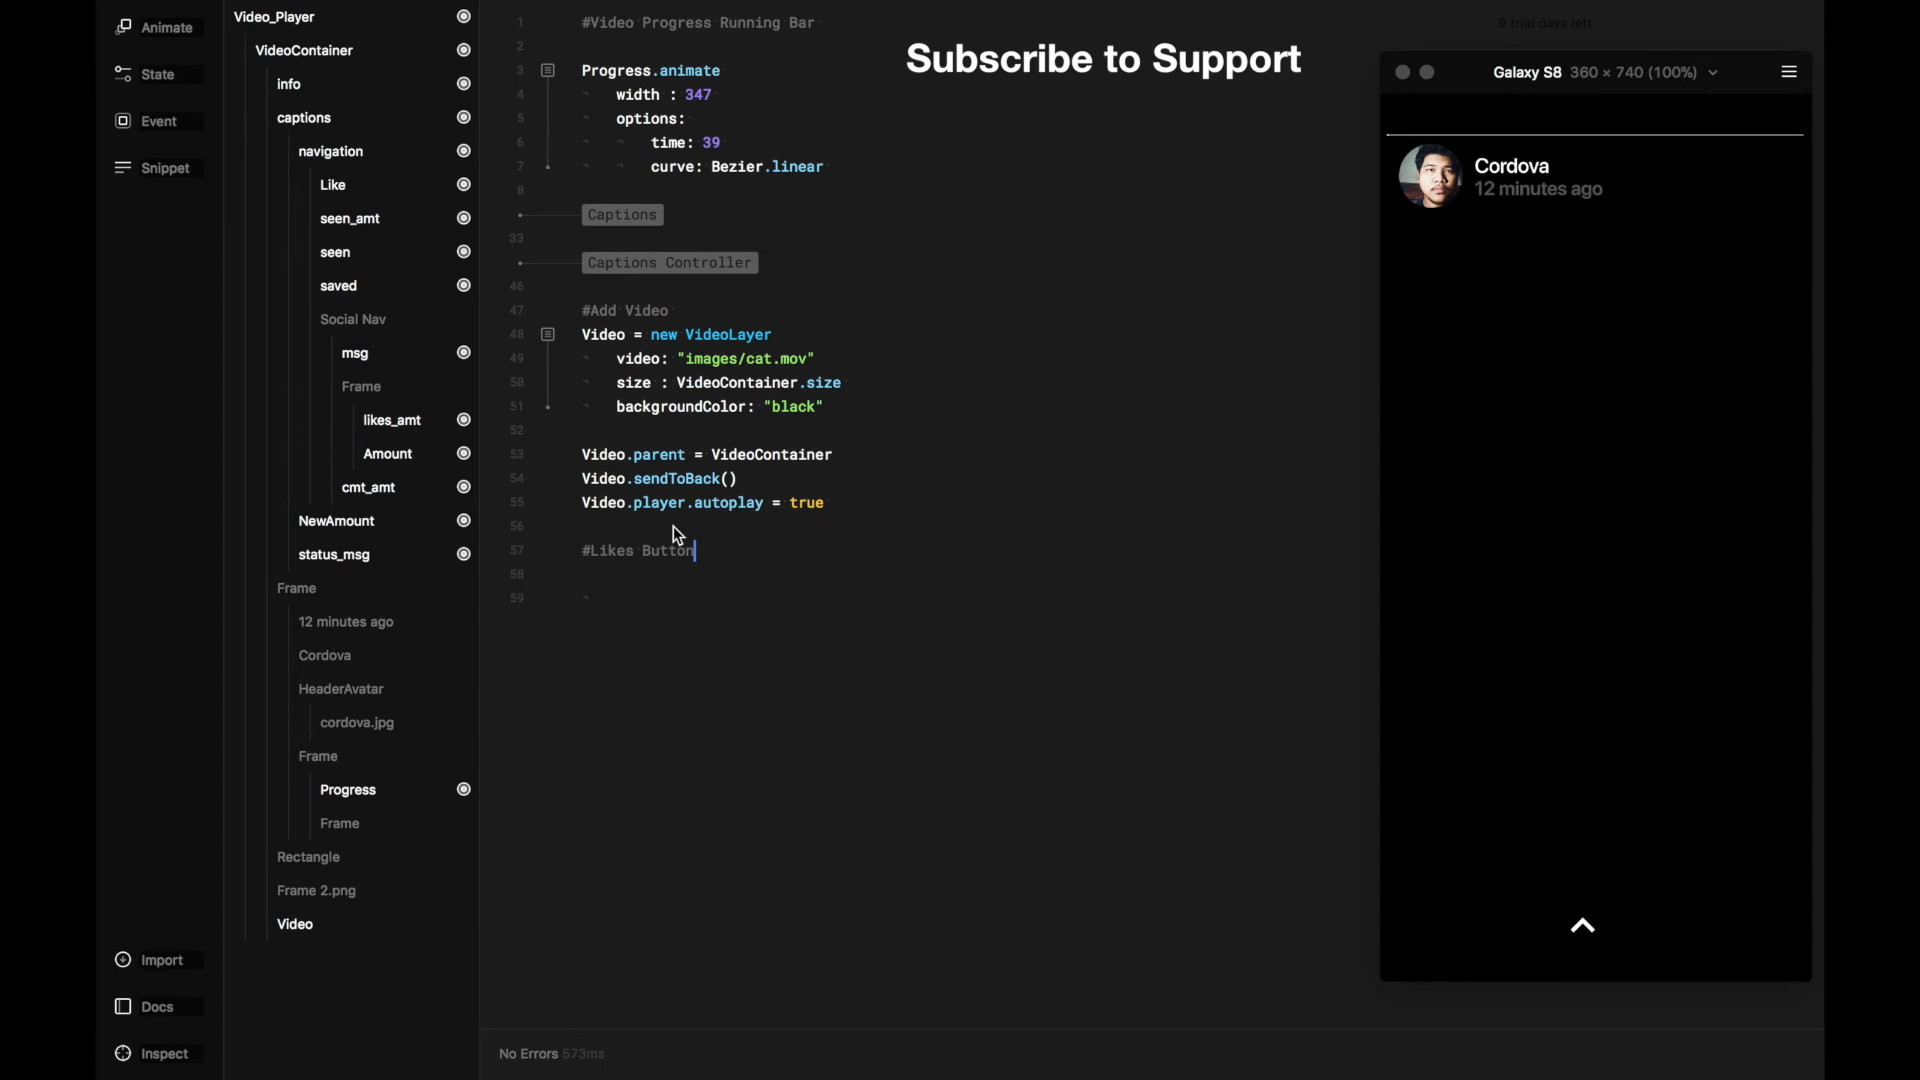 Animate
State
Event
Snippet
Import
Docs
Inspect
Video_Player
VideoContainer
info
captions
navigation
Like
seen_amt
seen
saved
Social Nav
msg
Frame
likes_amt
Amount
cmt_amt
NewAmount
status_msg
Frame
12 minutes ago
Cordova
HeaderAvatar
cordova.jpg
Frame
Progress
Frame
Rectangle
Frame 2.png
Video
1 #Video Progress Running Bar
2
3 Progress.animate
4 width : 347
5 options:
6 time: 39
7 curve: Bezier.linear
8
Captions
33
Captions Controller
46
47 #Add Video
48 Video = new VideoLayer
49 video: "images/cat.mov"
50 size : VideoContainer.size
51 backgroundColor: "black"
52
53 Video.parent = VideoContainer
54 Video.sendToBack()
55 Video.player.autoplay = true
56
57 #Likes Button
58
59
No Errors 573ms
Subscribe to Support
9 trial days left
Galaxy S8 360 × 740 (100%)
Cordova
12 minutes ago